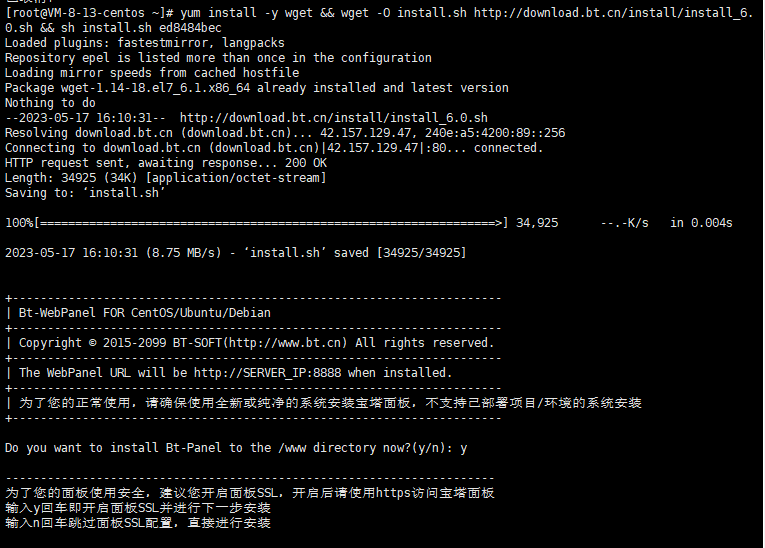 [root@VM-8-13-centos ~]# yum install -y wget && wget -O install.sh http://download.bt.cn/install/install_6.
0.sh && sh install.sh ed8484bec
Loaded plugins: fastestmirror, langpacks
Repository epel is listed more than once in the configuration
Loading mirror speeds from cached hostfile
Package wget-1.14-18.el7_6.1.x86_64 already installed and latest version
Nothing to do
--2023-05-17 16:10:31--  http://download.bt.cn/install/install_6.0.sh
Resolving download.bt.cn (download.bt.cn)... 42.157.129.47, 240e:a5:4200:89::256
Connecting to download.bt.cn (download.bt.cn)|42.157.129.47|:80... connected.
HTTP request sent, awaiting response... 200 OK
Length: 34925 (34K) [application/octet-stream]
Saving to: ‘install.sh’
100%[=================================================================>] 34,925      --.-K/s   in 0.004s
2023-05-17 16:10:31 (8.75 MB/s) - ‘install.sh’ saved [34925/34925]
+----------------------------------------------------------------------
| Bt-WebPanel FOR CentOS/Ubuntu/Debian
+----------------------------------------------------------------------
| Copyright © 2015-2099 BT-SOFT(http://www.bt.cn) All rights reserved.
+----------------------------------------------------------------------
| The WebPanel URL will be http://SERVER_IP:8888 when installed.
+----------------------------------------------------------------------
| 为了您的正常使用，请确保使用全新或纯净的系统安装宝塔面板，不支持已部署项目/环境的系统安装
+----------------------------------------------------------------------
Do you want to install Bt-Panel to the /www directory now?(y/n): y
----------------------------------------------------------------------
为了您的面板使用安全，建议您开启面板SSL，开启后请使用https访问宝塔面板
输入y回车即开启面板SSL并进行下一步安装
输入n回车跳过面板SSL配置，直接进行安装